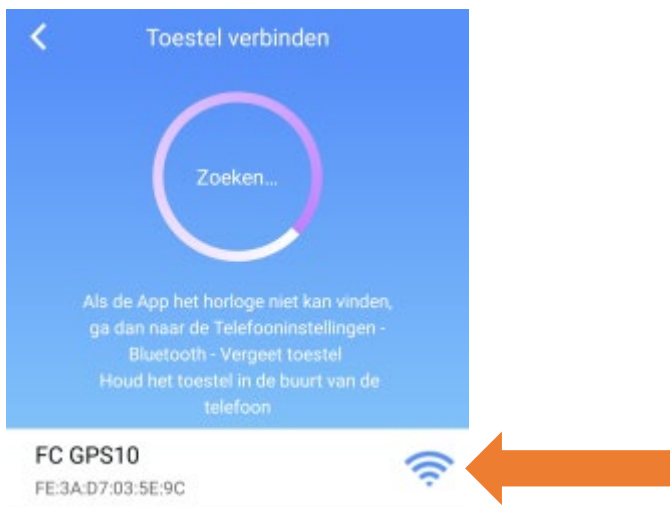 Toestel verbinden
Zoeken...
Als de App het horloge niet kan vinden,
ga dan naar de Telefooninstellingen -
Bluetooth - Vergeet toestel
Houd het toestel in de buurt van de
telefoon
FC GPS10
FE:3A:D7:03:5E:9C